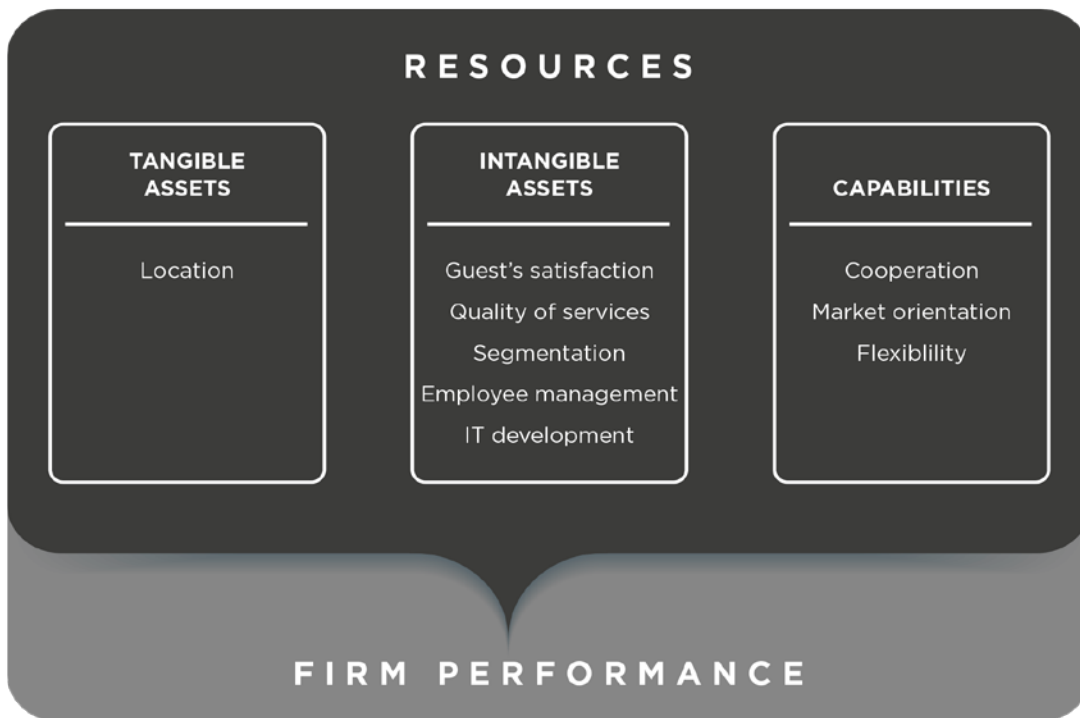 RESOURCES
TANGIBLE
ASSETS
Location
INTANGIBLE
ASSETS
Guest's satisfaction
Quality of services
Segmentation
Employee management
IT development
CAPABILITIES
Cooperation
Market orientation
Flexiblility
FIRM PERFORMANCE